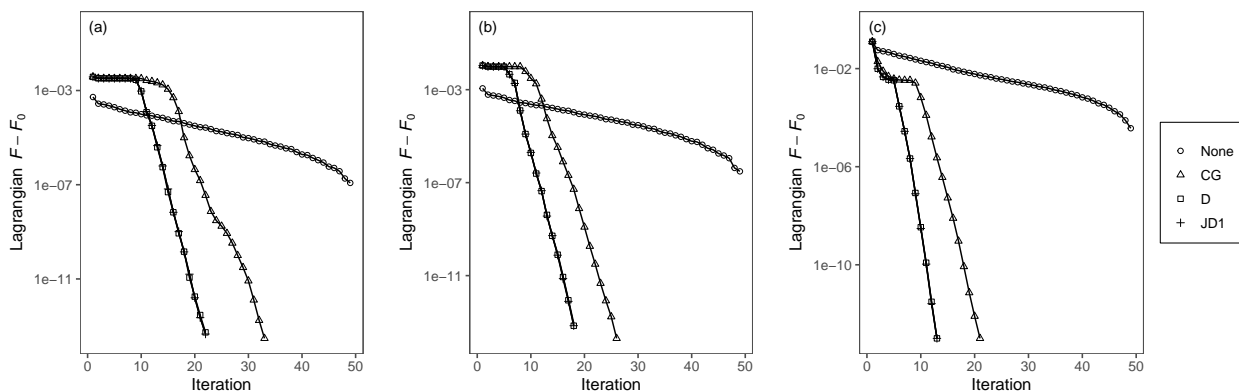 (a)
Lagrangian F − F0
1e−03
1e−07
1e−11
0
10
20
30
40
50
Iteration
(b)
Lagrangian F − F0
1e−03
1e−07
1e−11
0
10
20
30
40
50
Iteration
(c)
Lagrangian F − F0
1e−02
1e−06
1e−10
0
10
20
30
40
50
Iteration
None
CG
D
JD1